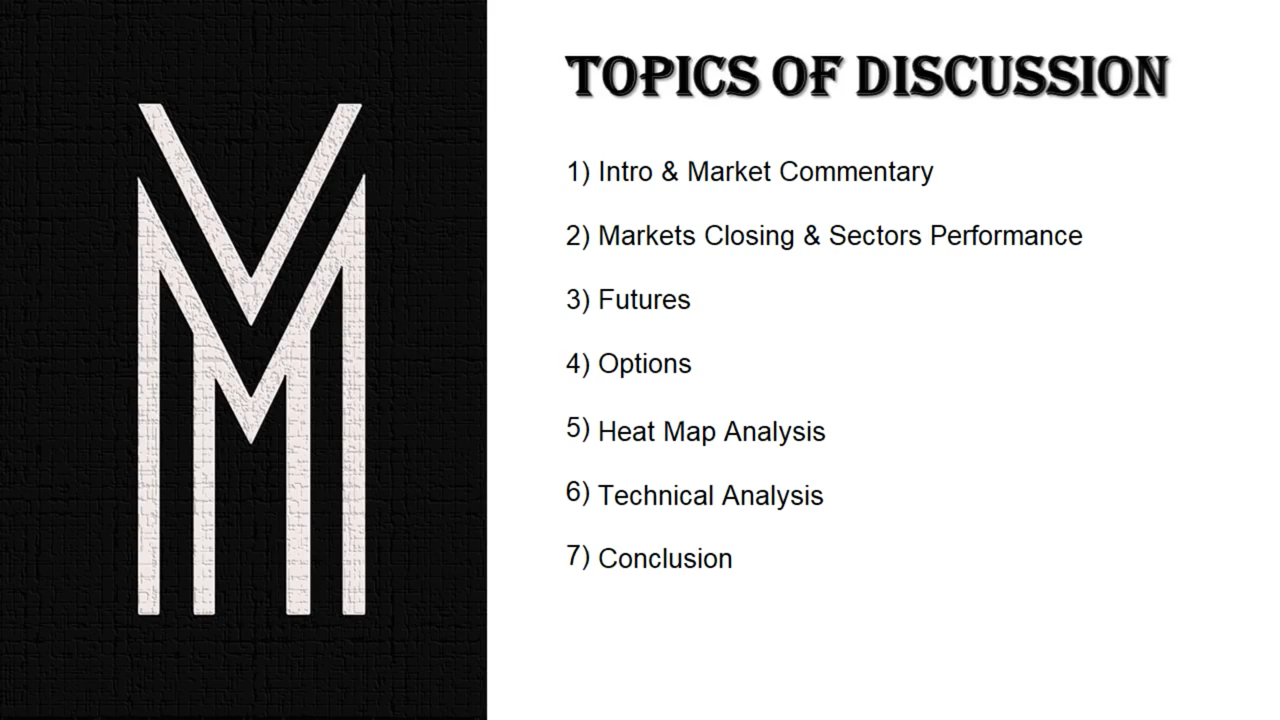 TOPICS OF DISCUSSION
1) Intro & Market Commentary
2) Markets Closing & Sectors Performance
3) Futures
4) Options
5) Heat Map Analysis
6) Technical Analysis
7) Conclusion